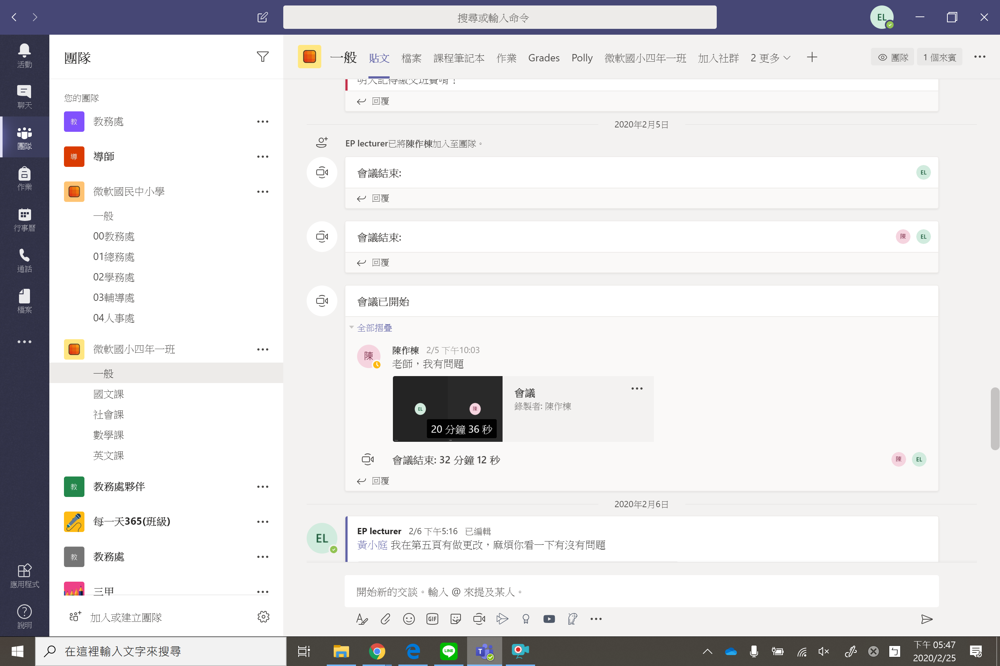 搜尋或輸入命令
EL
活動
聊天
團隊
作業
行事曆
通話
檔案
應用程式
說明
團隊
您的團隊
教 教務處
導 導師
微軟國民中小學
一般
00教務處
01總務處
02學務處
03輔導處
04人事處
微軟國小四年一班
一般
國文課
社會課
數學課
英文課
教 教務處夥伴
每一天365(班級)
教 教務處
三甲
加入或建立團隊
一般 貼文 檔案 課程筆記本 作業 Grades Polly 微軟國小四年一班 加入社群 2 更多
團隊 1 個來賓
明天記得繳交班費唷！
回覆
2020年2月5日
EP lecturer已將陳作棟加入至團隊。
會議結束:
EL
回覆
會議結束:
陳 EL
回覆
會議已開始
全部摺疊
陳 陳作棟 2/5 下午10:03
老師，我有問題
EL 陳
20 分鐘 36 秒
會議
錄製者: 陳作棟
會議結束: 32 分鐘 12 秒
陳 EL
回覆
2020年2月6日
EL EP lecturer 2/6 下午5:16 已編輯
黃小庭 我在第五頁有做更改，麻煩你看一下有沒有問題
開始新的交談。輸入 @ 來提及某人。
GIF
在這裡輸入文字來搜尋
LINE
T
ㄅ
下午 05:47
2020/2/25